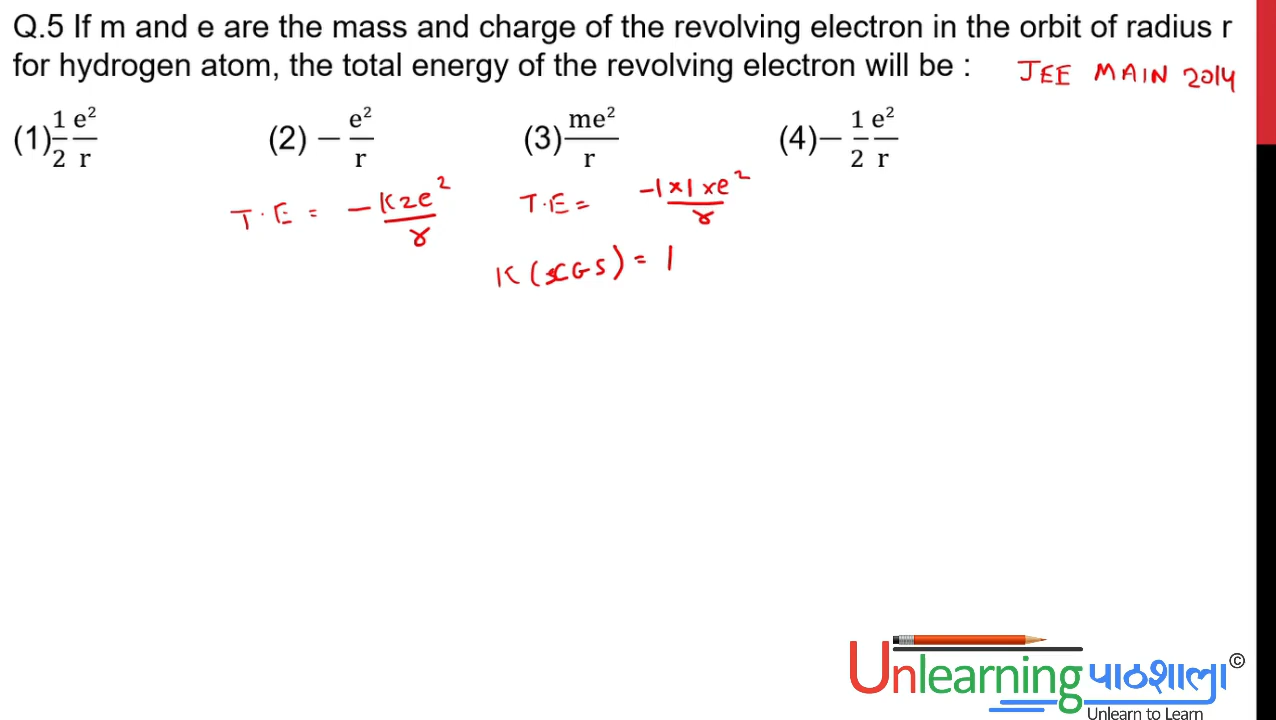 Q.5 If m and e are the mass and charge of the revolving electron in the orbit of radius r
for hydrogen atom, the total energy of the revolving electron will be : JEE MAIN 2014
(1) 1/2 e²/r (2) − e²/r (3) me²/r (4) − 1/2 e²/r
T.E = − KZe²/r T.E = −1×1×e²/r
K (CGS) = 1
Unlearning પાઠશાલા ©
Unlearn to Learn